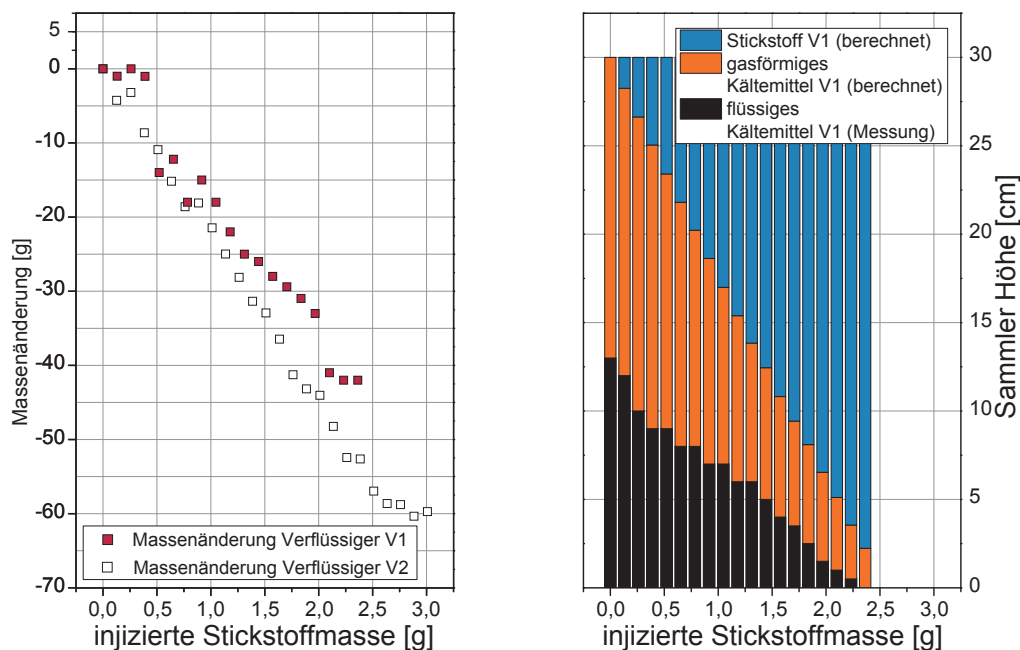 5
0
-10
-20
-30
-40
-50
-60
-70
Massenänderung [g]
Massenänderung Verflüssiger V1
Massenänderung Verflüssiger V2
0,0 0,5 1,0 1,5 2,0 2,5 3,0
injizierte Stickstoffmasse [g]
Stickstoff V1 (berechnet)
gasförmiges
Kältemittel V1 (berechnet)
flüssiges
Kältemittel V1 (Messung)
30
25
20
15
10
5
0
Sammler Höhe [cm]
0,0 0,5 1,0 1,5 2,0 2,5 3,0
injizierte Stickstoffmasse [g]